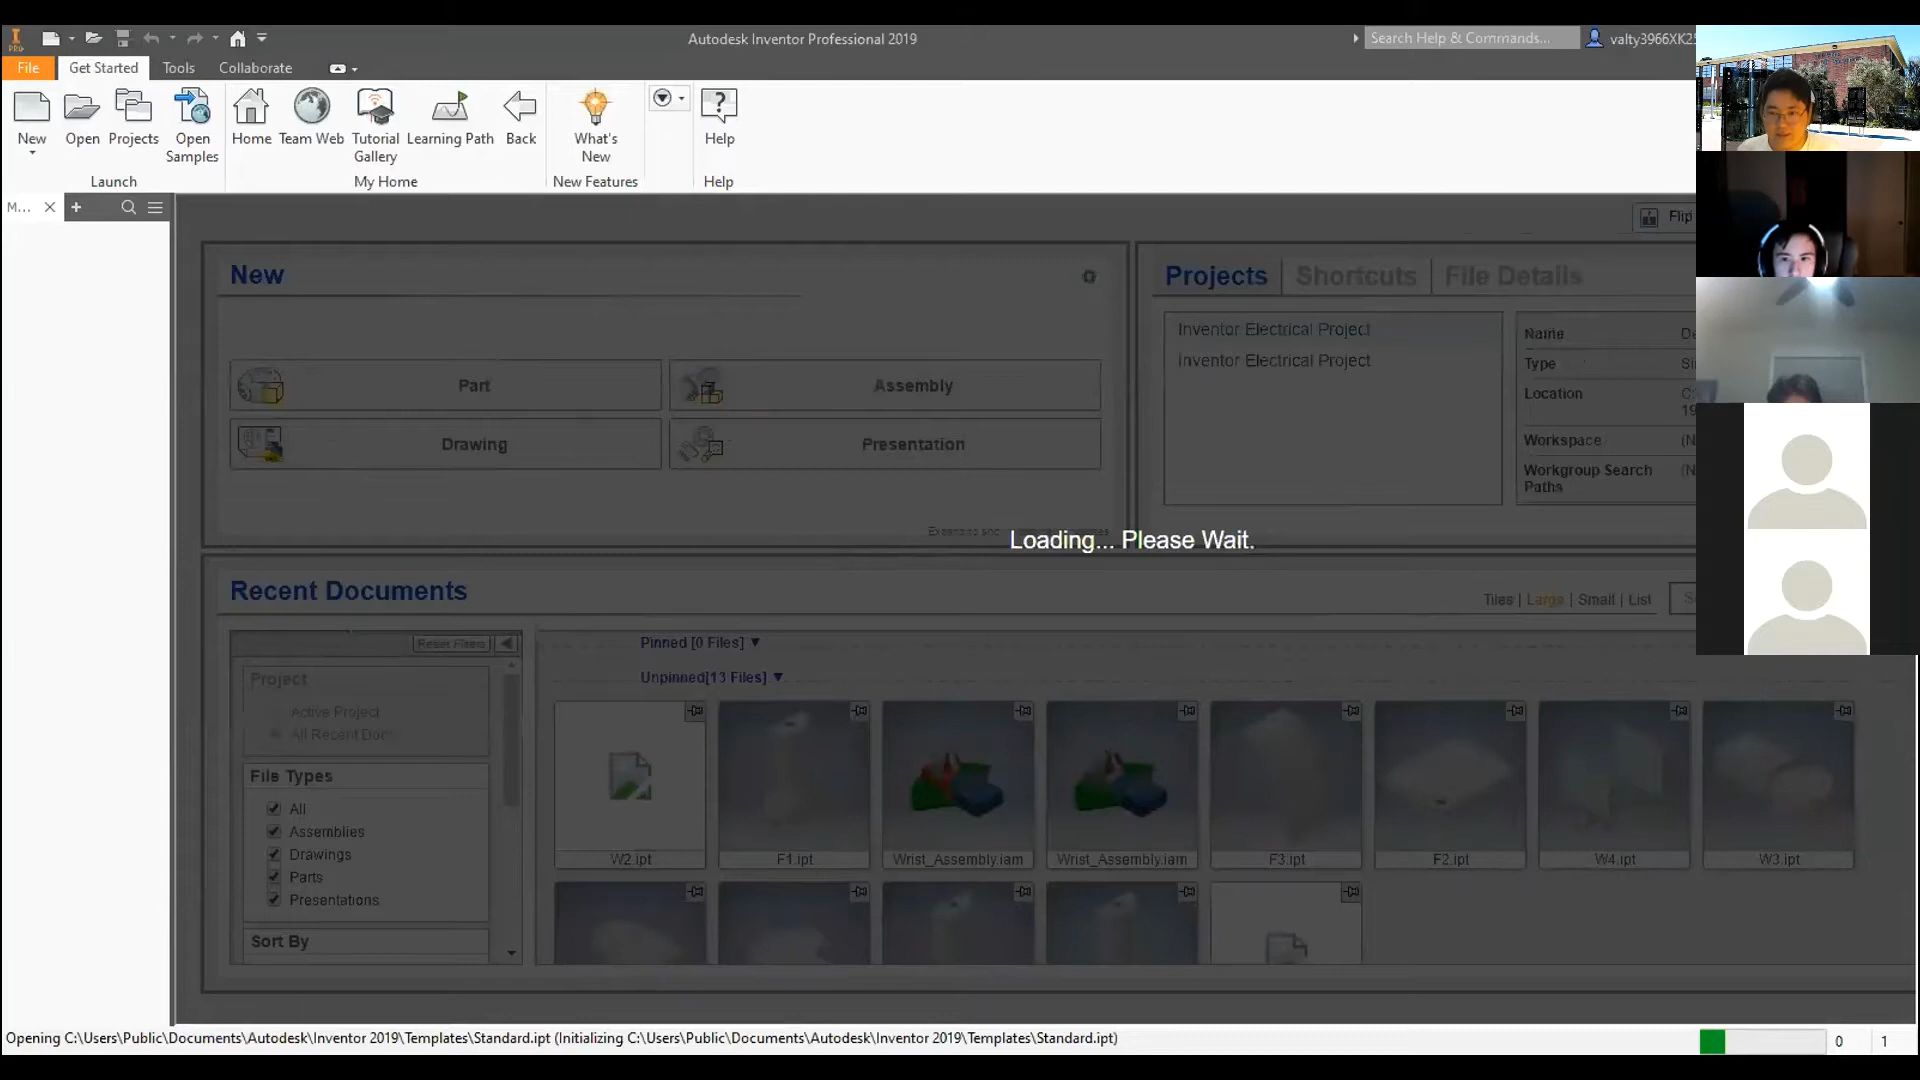 Autodesk Inventor Professional 2019
Search Help & Commands...
PRO
File
Get Started
Tools
Collaborate
New
Open
Projects
Open Samples
Launch
Home
Team Web
Tutorial Gallery
Learning Path
Back
My Home
What's New
New Features
Help
Help
M...
Flip
New
Part
Assembly
Drawing
Presentation
Projects
Shortcuts
File Details
Inventor Electrical Project
Inventor Electrical Project
Name
Type
Location
Workspace
Workgroup Search Paths
Loading... Please Wait.
Recent Documents
Tiles | Large | Small | List
Reset Filters
Project
Active Project
All Recent Docs
File Types
All
Assemblies
Drawings
Parts
Presentations
Sort By
Pinned [0 Files] ▼
Unpinned[13 Files] ▼
W2.ipt
F1.ipt
Wrist_Assembly.iam
Wrist_Assembly.iam
F3.ipt
F2.ipt
W4.ipt
W3.ipt
Opening C:\Users\Public\Documents\Autodesk\Inventor 2019\Templates\Standard.ipt (Initializing C:\Users\Public\Documents\Autodesk\Inventor 2019\Templates\Standard.ipt)
0
1